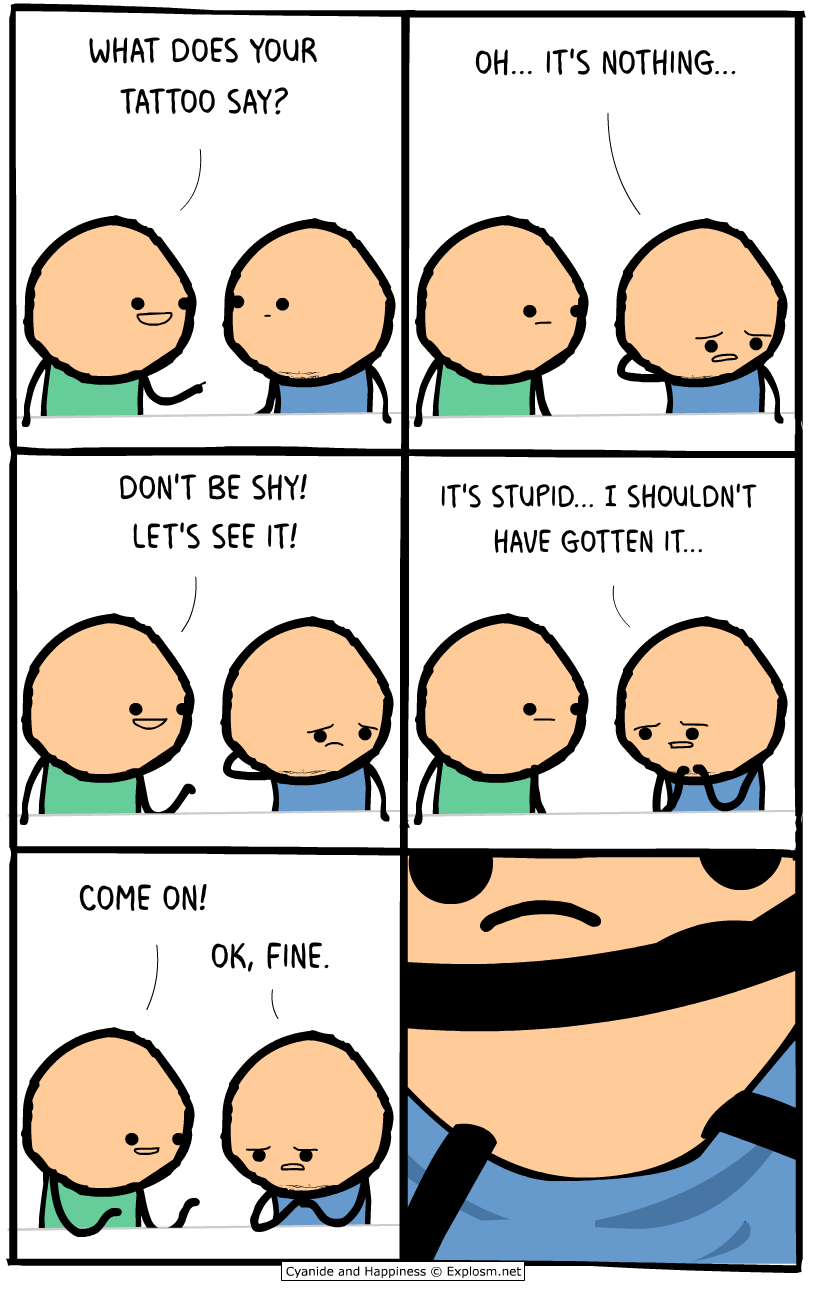 WHAT DOES YOUR
TATTOO SAY?
OH... IT'S NOTHING...
DON'T BE SHY!
LET'S SEE IT!
IT'S STUPID... I SHOULDN'T
HAVE GOTTEN IT...
COME ON!
OK, FINE.
Cyanide and Happiness © Explosm.net